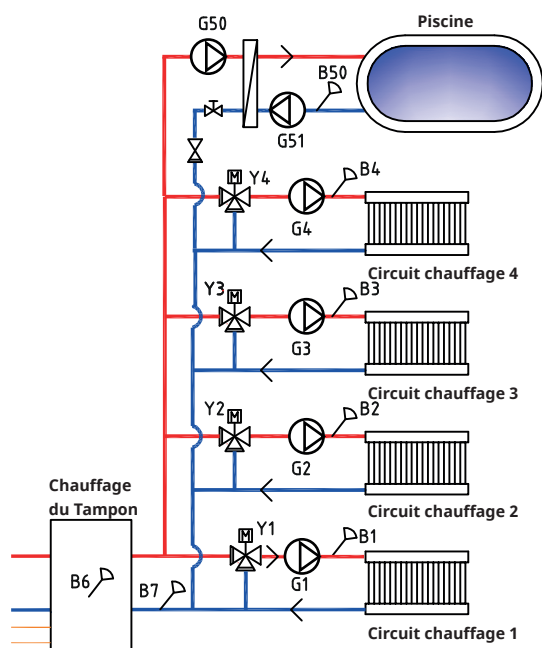 G50
Piscine
B50
G51
M
Y4
B4
G4
Circuit chauffage 4
Y3
M
B3
G3
Circuit chauffage 3
Y2
M
B2
G2
Circuit chauffage 2
Chauffage
du Tampon
M
Y1
B1
G1
B6
B7
Circuit chauffage 1